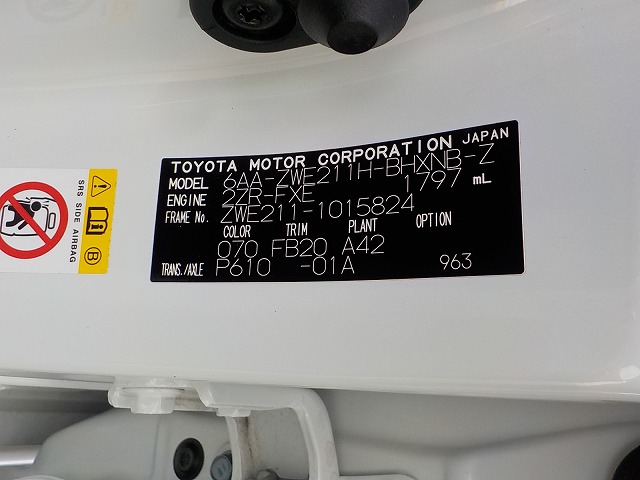 TOYOTA MOTOR CORPORATION JAPAN
MODEL 6AA-ZWE211H-BHXNB-Z
ENGINE 2ZR-FXE 1797 mL
FRAME No. ZWE211-1015824
COLOR TRIM PLANT OPTION
070 FB20 A42
TRANS./AXLE P610 -01A 963
SRS SIDE AIRBAG
B